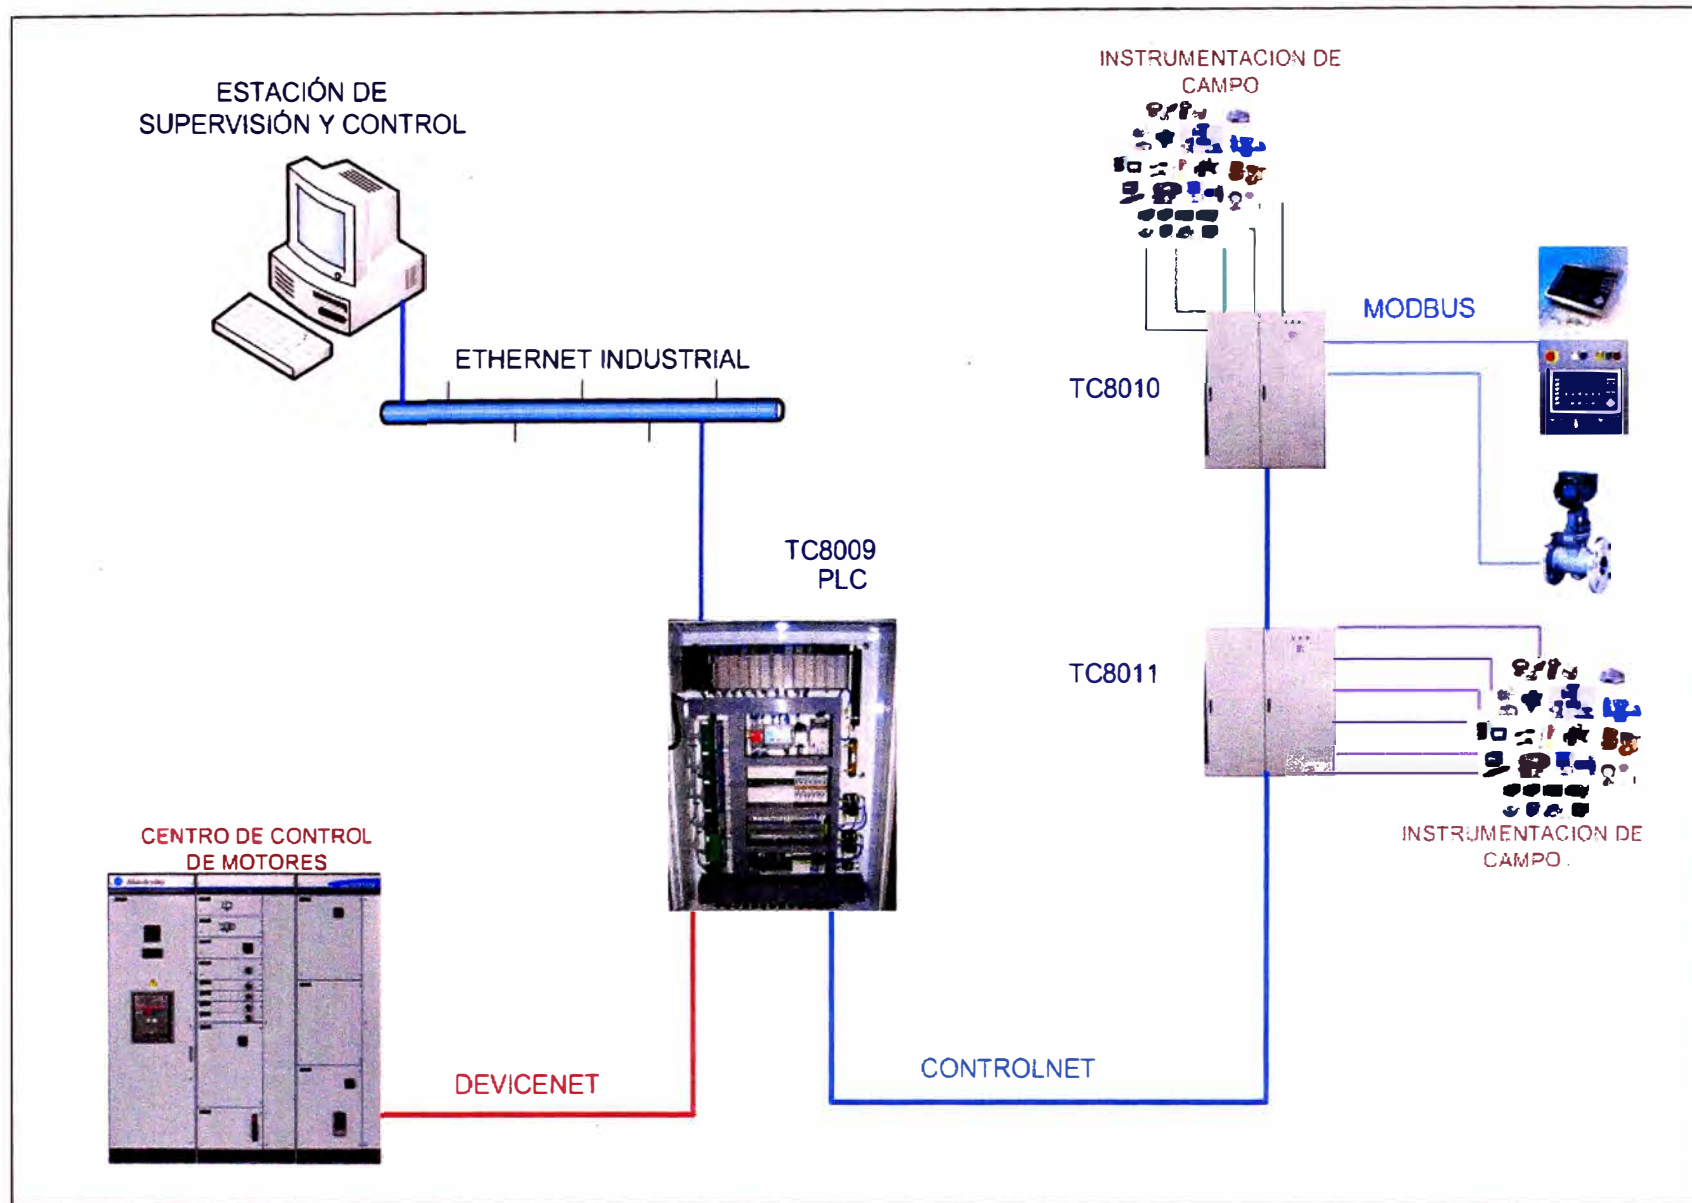 ESTACIÓN DE
SUPERVISIÓN Y CONTROL
INSTRUMENTACION DE
CAMPO
ETHERNET INDUSTRIAL
MODBUS
TC8010
TC8009
PLC
TC8011
INSTRUMENTACION DE
CAMPO
CENTRO DE CONTROL
DE MOTORES
DEVICENET
CONTROLNET